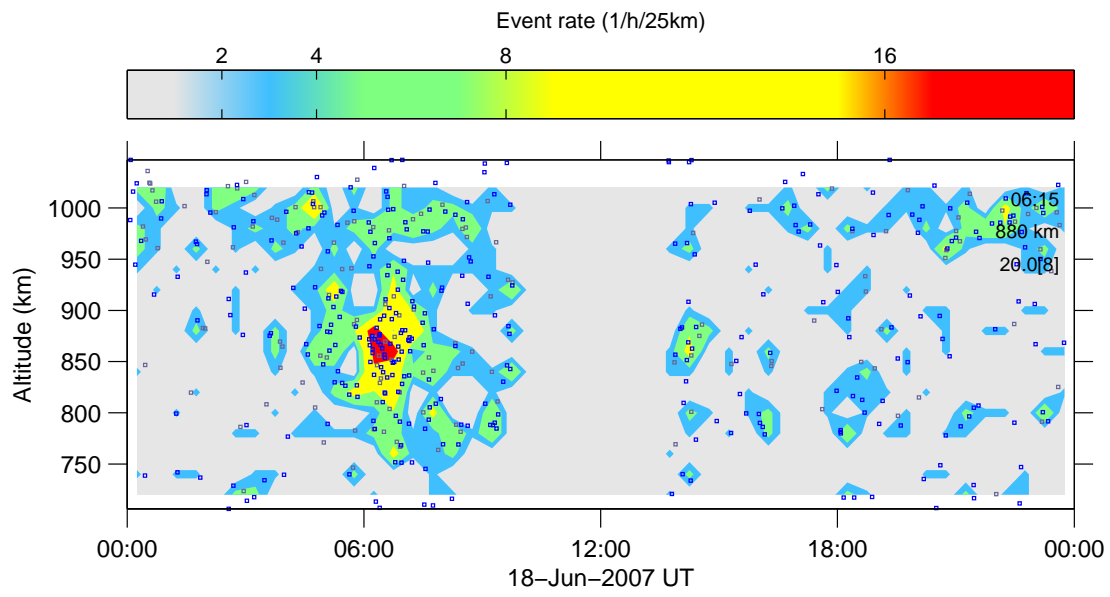 Event rate (1/h/25km)
2 4 8 16
1000
950
900
850
800
750
Altitude (km)
06:15
880 km
20.0[8]
00:00 06:00 12:00 18:00 00:00
18−Jun−2007 UT